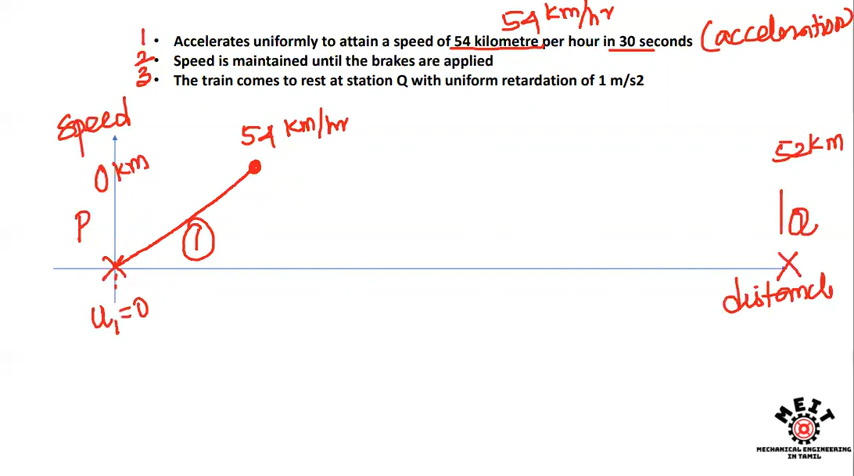 54 km/hr
1 • Accelerates uniformly to attain a speed of 54 kilometre per hour in 30 seconds (acceleration)
2 • Speed is maintained until the brakes are applied
3 • The train comes to rest at station Q with uniform retardation of 1 m/s2
Speed
54 km/hr
0 km
52 km
P
Q
1
distance
u1=0
MEIT
MECHANICAL ENGINEERING
IN TAMIL